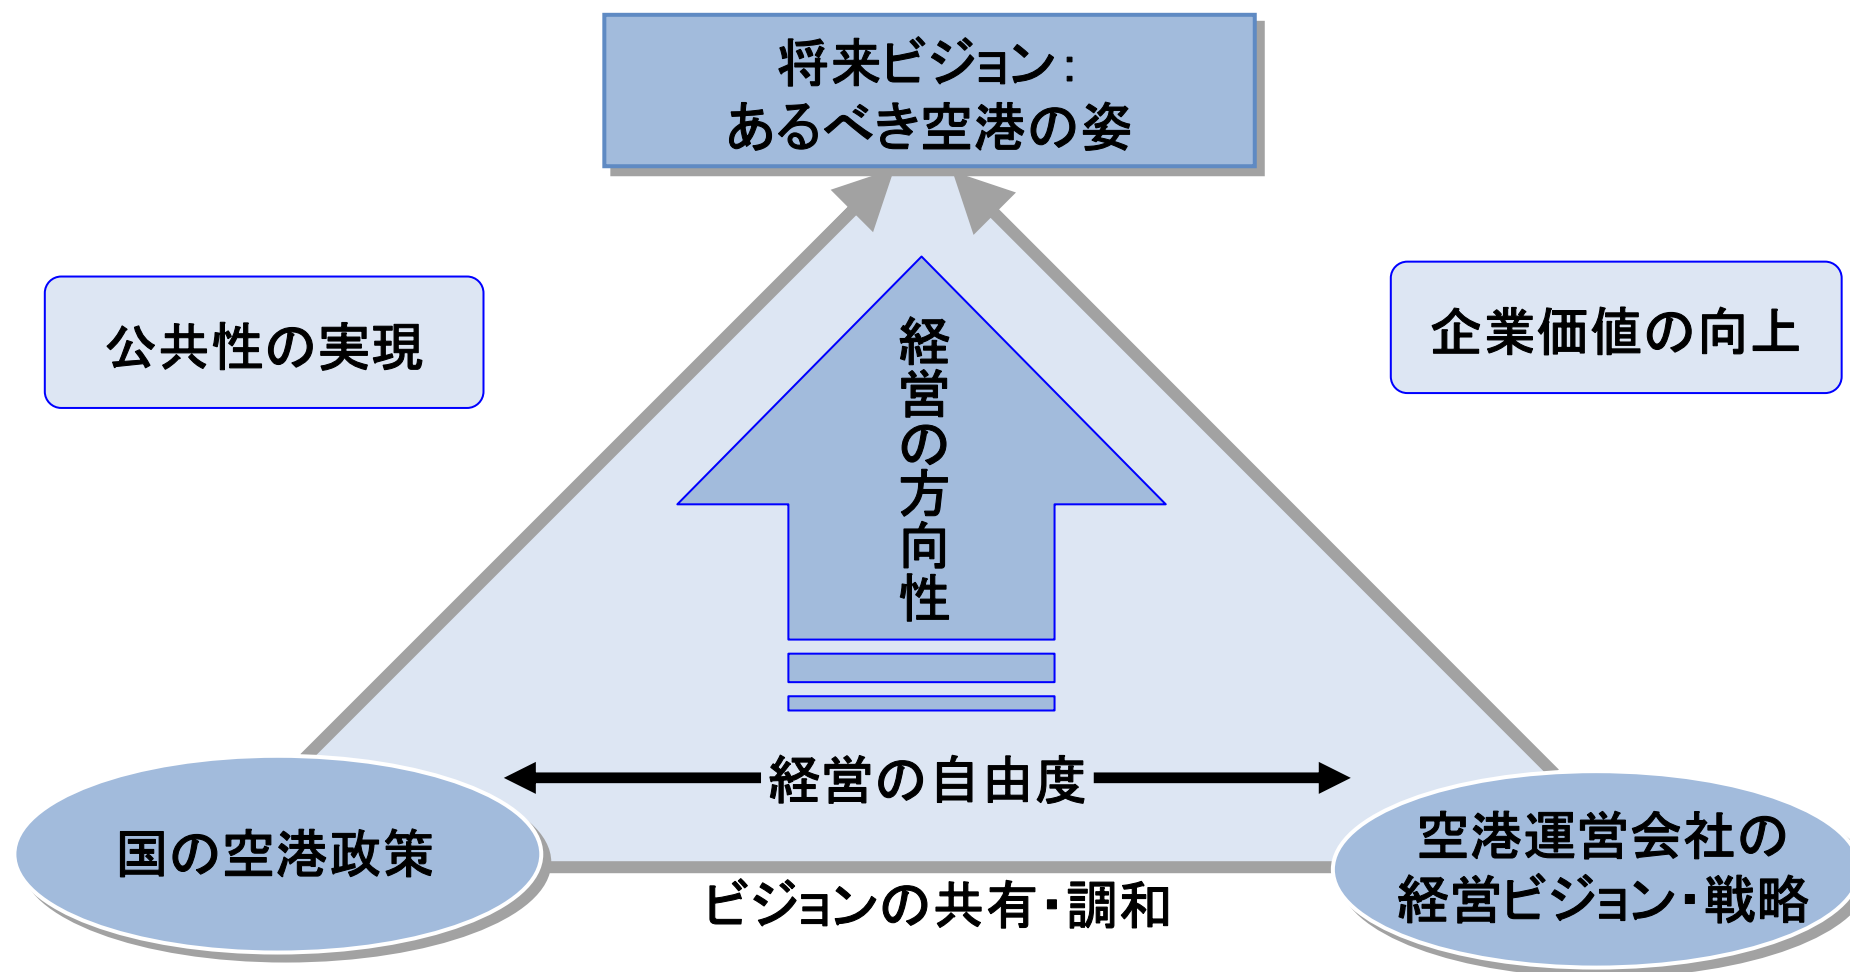 将来ビジョン：
あるべき空港の姿
公共性の実現
企業価値の向上
経営の方向性
経営の自由度
国の空港政策
空港運営会社の
経営ビジョン・戦略
ビジョンの共有・調和